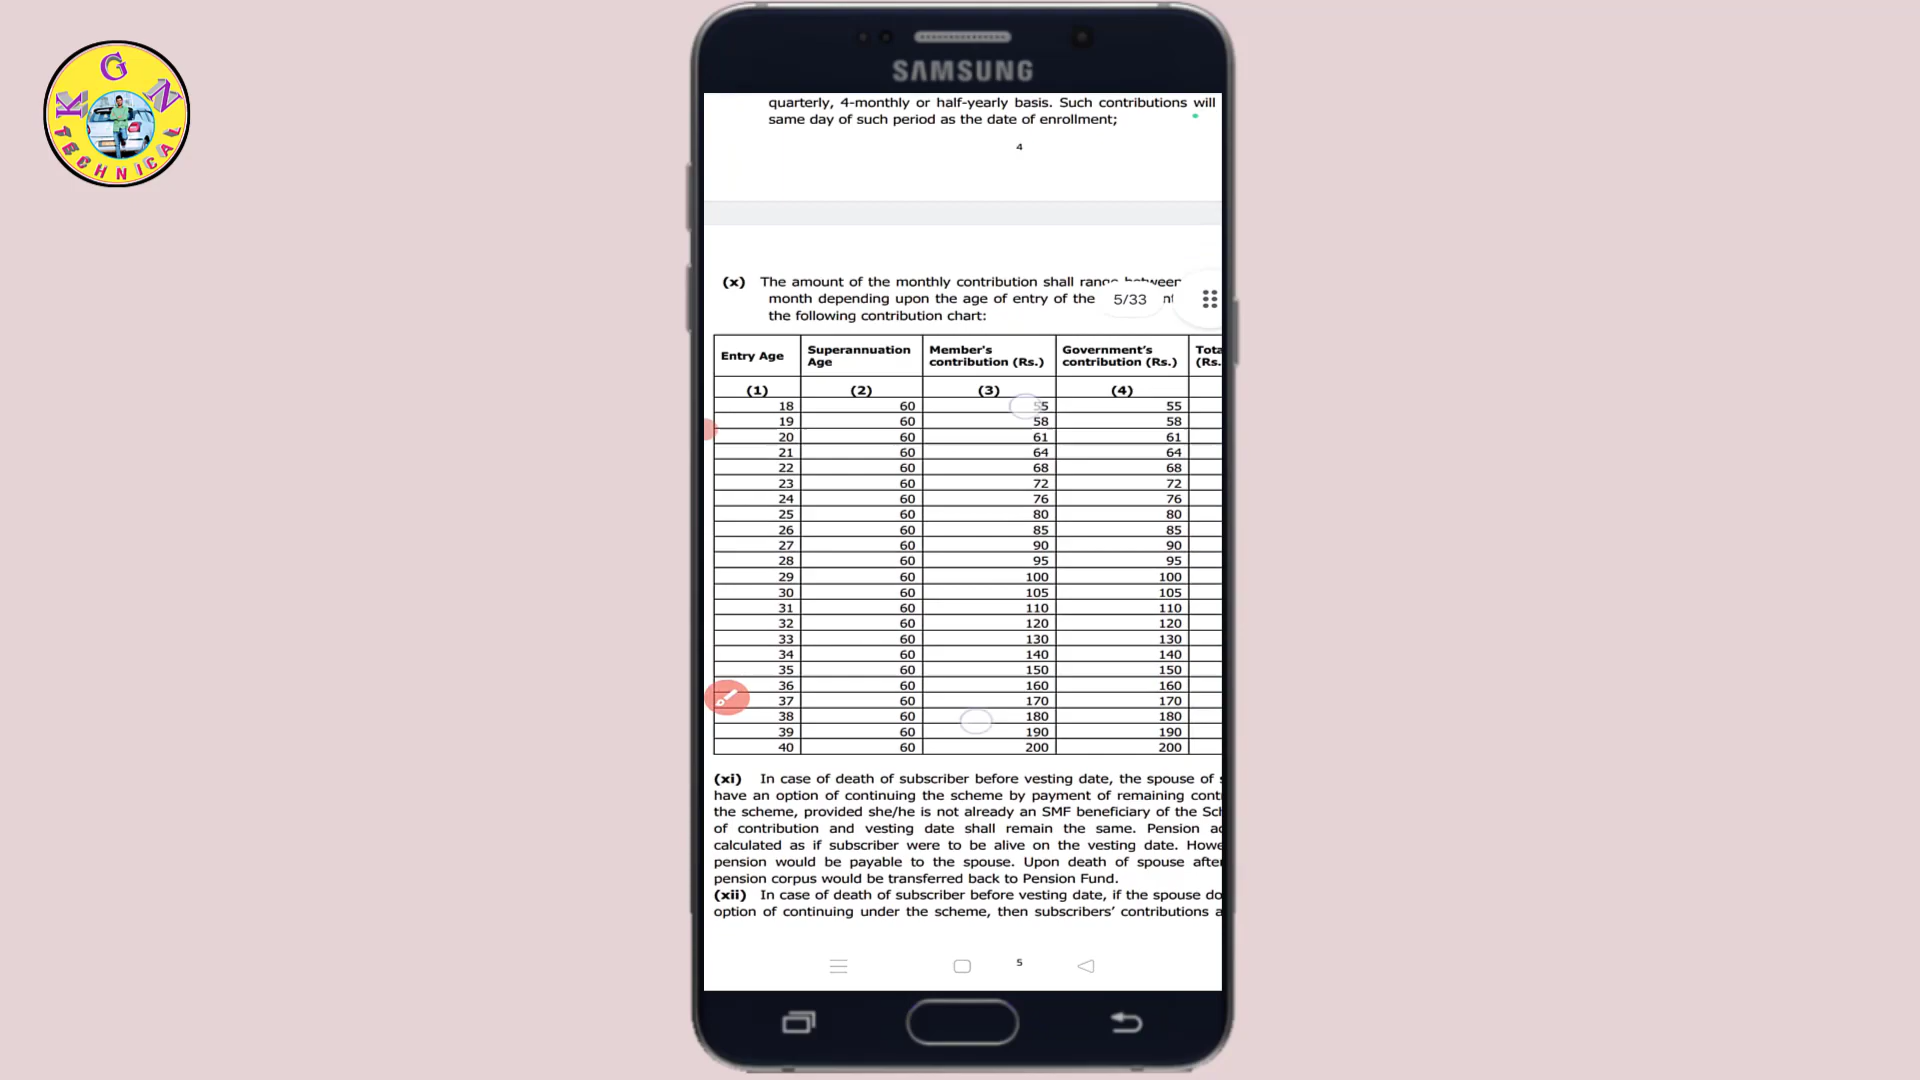 K G N
TECHNICAL
SAMSUNG
quarterly, 4-monthly or half-yearly basis. Such contributions will
same day of such period as the date of enrollment;
4
(x) The amount of the monthly contribution shall range between
month depending upon the age of entry of the
5/33
the following contribution chart:
Entry Age Superannuation Age Member's contribution (Rs.) Government's contribution (Rs.) Tota (Rs.
(1) (2) (3) (4)
18 60 55 55
19 60 58 58
20 60 61 61
21 60 64 64
22 60 68 68
23 60 72 72
24 60 76 76
25 60 80 80
26 60 85 85
27 60 90 90
28 60 95 95
29 60 100 100
30 60 105 105
31 60 110 110
32 60 120 120
33 60 130 130
34 60 140 140
35 60 150 150
36 60 160 160
37 60 170 170
38 60 180 180
39 60 190 190
40 60 200 200
(xi) In case of death of subscriber before vesting date, the spouse of s
have an option of continuing the scheme by payment of remaining cont
the scheme, provided she/he is not already an SMF beneficiary of the Sch
of contribution and vesting date shall remain the same. Pension ad
calculated as if subscriber were to be alive on the vesting date. Howe
pension would be payable to the spouse. Upon death of spouse after
pension corpus would be transferred back to Pension Fund.
(xii) In case of death of subscriber before vesting date, if the spouse do
option of continuing under the scheme, then subscribers' contributions a
5